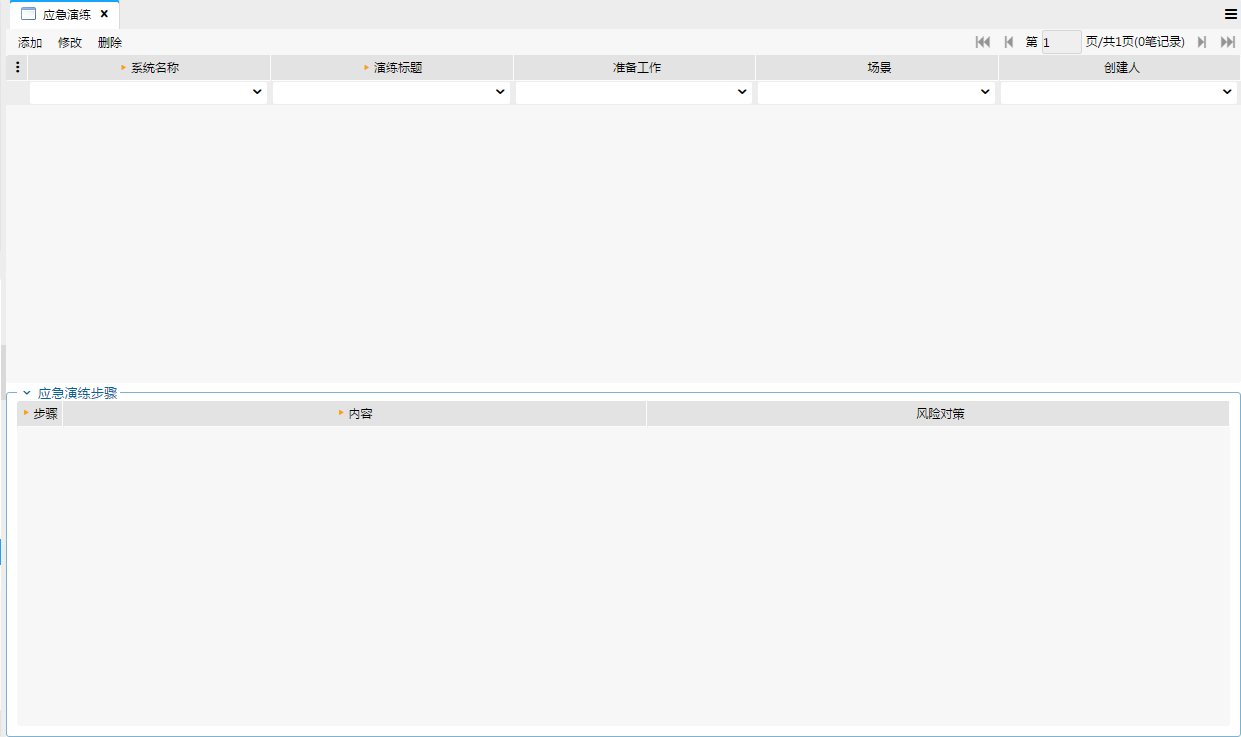 应急演练
添加 修改 删除 第 1 页/共1页(0笔记录)
系统名称 演练标题 准备工作 场景 创建人
应急演练步骤
步骤 内容 风险对策